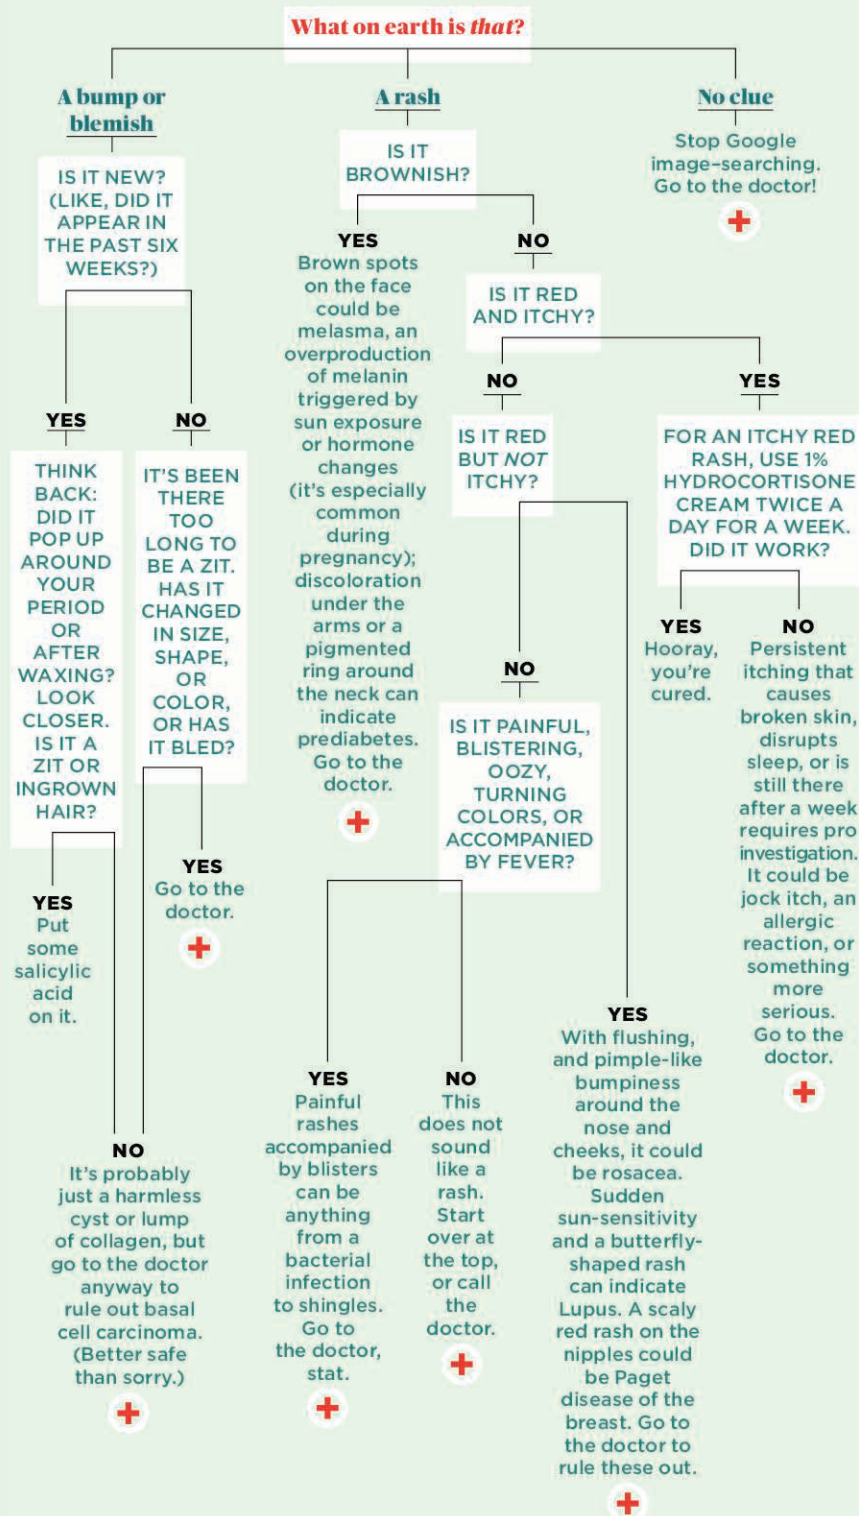 What on earth is that?
A bump or
blemish
IS IT NEW?
(LIKE, DID IT
APPEAR IN
THE PAST SIX
WEEKS?)
YES
THINK
BACK:
DID IT
POP UP
AROUND
YOUR
PERIOD
OR
AFTER
WAXING?
LOOK
CLOSER.
IS IT A
ZIT OR
INGROWN
HAIR?
YES
Put
some
salicylic
acid
on it.
NO
IT'S BEEN
THERE
TOO
LONG TO
BE A ZIT.
HAS IT
CHANGED
IN SIZE,
SHAPE,
OR
COLOR,
OR HAS
IT BLED?
YES
Go to the
doctor.
NO
It's probably
just a harmless
cyst or lump
of collagen, but
go to the doctor
anyway to
rule out basal
cell carcinoma.
(Better safe
than sorry.)
A rash
IS IT
BROWNISH?
YES
Brown spots
on the face
could be
melasma, an
overproduction
of melanin
triggered by
sun exposure
or hormone
changes
(it's especially
common
during
pregnancy);
discoloration
under the
arms or a
pigmented
ring around
the neck can
indicate
prediabetes.
Go to the
doctor.
NO
IS IT RED
AND ITCHY?
NO
IS IT RED
BUT NOT
ITCHY?
NO
IS IT PAINFUL,
BLISTERING,
OOZY,
TURNING
COLORS, OR
ACCOMPANIED
BY FEVER?
YES
Painful
rashes
accompanied
by blisters
can be
anything
from a
bacterial
infection
to shingles.
Go to
the doctor,
stat.
NO
This
does not
sound
like a
rash.
Start
over at
the top,
or call
the
doctor.
YES
With flushing,
and pimple-like
bumpiness
around the
nose and
cheeks, it could
be rosacea.
Sudden
sun-sensitivity
and a butterfly-
shaped rash
can indicate
Lupus. A scaly
red rash on the
nipples could
be Paget
disease of the
breast. Go to
the doctor to
rule these out.
YES
FOR AN ITCHY RED
RASH, USE 1%
HYDROCORTISONE
CREAM TWICE A
DAY FOR A WEEK.
DID IT WORK?
YES
Hooray,
you're
cured.
NO
Persistent
itching that
causes
broken skin,
disrupts
sleep, or is
still there
after a week
requires pro
investigation.
It could be
jock itch, an
allergic
reaction, or
something
more
serious.
Go to the
doctor.
No clue
Stop Google
image–searching.
Go to the doctor!